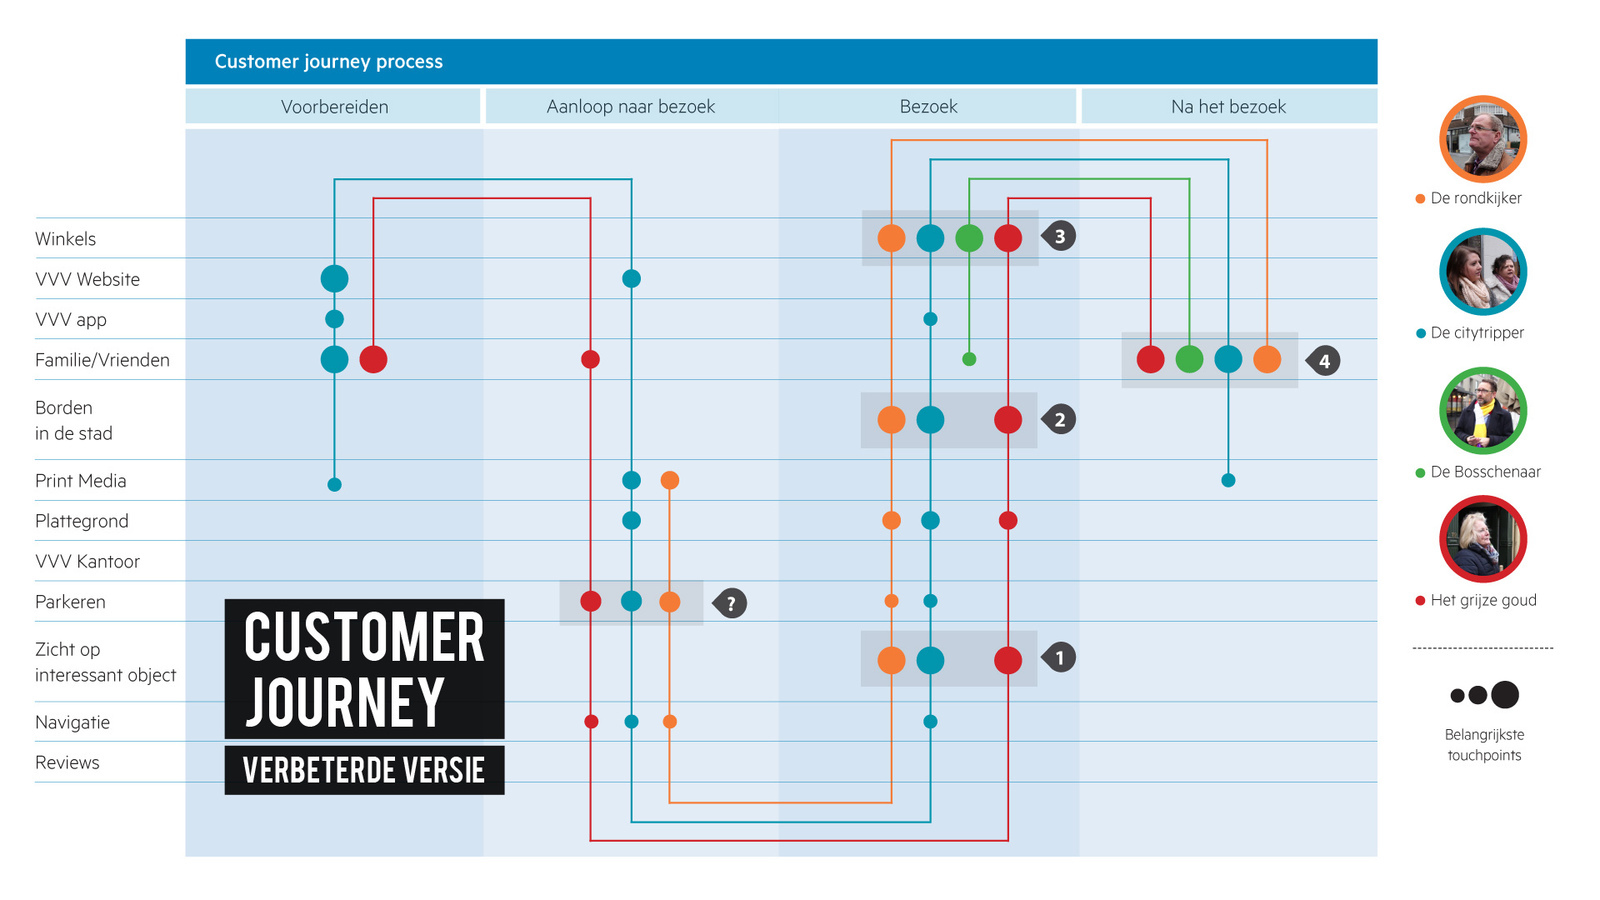 Customer journey process
Voorbereiden
Aanloop naar bezoek
Bezoek
Na het bezoek
Winkels
VVV Website
VVV app
Familie/Vrienden
Borden
in de stad
Print Media
Plattegrond
VVV Kantoor
Parkeren
Zicht op
interessant object
Navigatie
Reviews
3
4
2
?
1
CUSTOMER
JOURNEY
VERBETERDE VERSIE
De rondkijker
De citytripper
De Bosschenaar
Het grijze goud
Belangrijkste
touchpoints